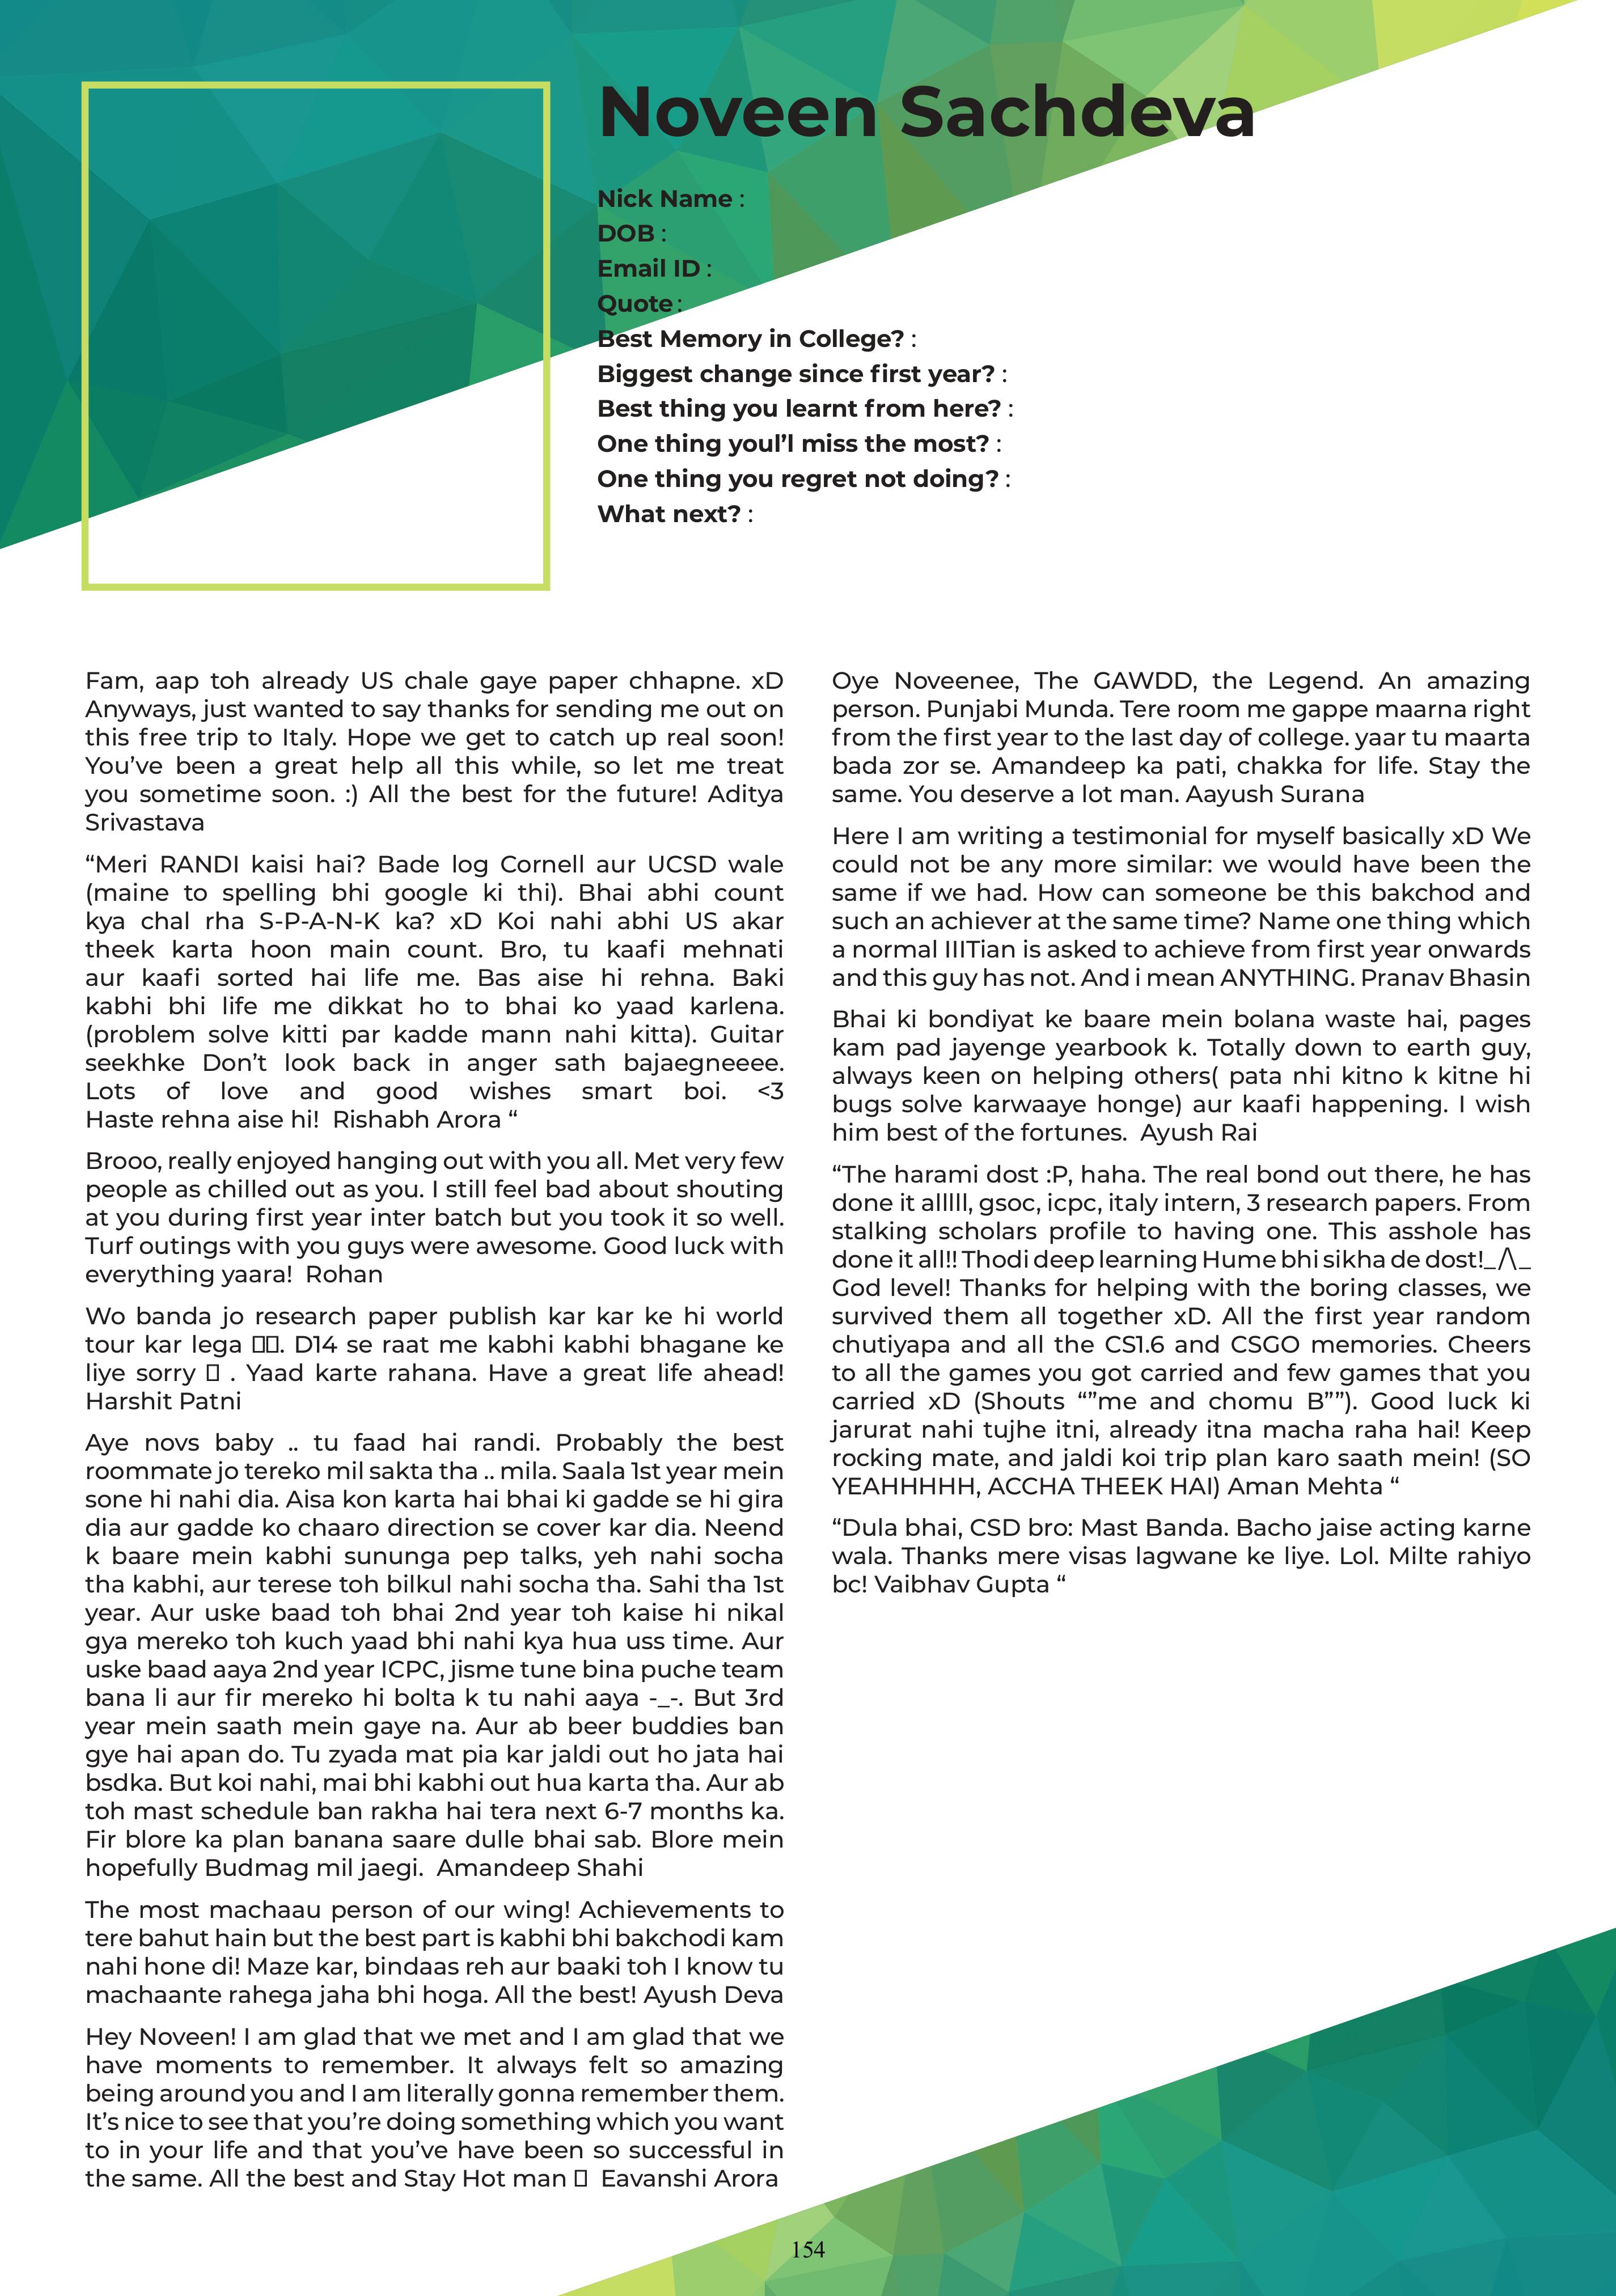 Noveen Sachdeva
Nick Name :
DOB :
Email ID :
Quote :
Best Memory in College? :
Biggest change since first year? :
Best thing you learnt from here? :
One thing youl’l miss the most? :
One thing you regret not doing? :
What next? :
Fam, aap toh already US chale gaye paper chhapne. xD
Anyways, just wanted to say thanks for sending me out on
this free trip to Italy. Hope we get to catch up real soon!
You’ve been a great help all this while, so let me treat
you sometime soon. :) All the best for the future! Aditya
Srivastava
“Meri RANDI kaisi hai? Bade log Cornell aur UCSD wale
(maine to spelling bhi google ki thi). Bhai abhi count
kya chal rha S-P-A-N-K ka? xD Koi nahi abhi US akar
theek karta hoon main count. Bro, tu kaafi mehnati
aur kaafi sorted hai life me. Bas aise hi rehna. Baki
kabhi bhi life me dikkat ho to bhai ko yaad karlena.
(problem solve kitti par kadde mann nahi kitta). Guitar
seekhke Don’t look back in anger sath bajaegneeee.
Lots of love and good wishes smart boi. <3
Haste rehna aise hi! Rishabh Arora “
Brooo, really enjoyed hanging out with you all. Met very few
people as chilled out as you. I still feel bad about shouting
at you during first year inter batch but you took it so well.
Turf outings with you guys were awesome. Good luck with
everything yaara! Rohan
Wo banda jo research paper publish kar kar ke hi world
tour kar lega □□. D14 se raat me kabhi kabhi bhagane ke
liye sorry □ . Yaad karte rahana. Have a great life ahead!
Harshit Patni
Aye novs baby .. tu faad hai randi. Probably the best
roommate jo tereko mil sakta tha .. mila. Saala 1st year mein
sone hi nahi dia. Aisa kon karta hai bhai ki gadde se hi gira
dia aur gadde ko chaaro direction se cover kar dia. Neend
k baare mein kabhi sununga pep talks, yeh nahi socha
tha kabhi, aur terese toh bilkul nahi socha tha. Sahi tha 1st
year. Aur uske baad toh bhai 2nd year toh kaise hi nikal
gya mereko toh kuch yaad bhi nahi kya hua uss time. Aur
uske baad aaya 2nd year ICPC, jisme tune bina puche team
bana li aur fir mereko hi bolta k tu nahi aaya -_-. But 3rd
year mein saath mein gaye na. Aur ab beer buddies ban
gye hai apan do. Tu zyada mat pia kar jaldi out ho jata hai
bsdka. But koi nahi, mai bhi kabhi out hua karta tha. Aur ab
toh mast schedule ban rakha hai tera next 6-7 months ka.
Fir blore ka plan banana saare dulle bhai sab. Blore mein
hopefully Budmag mil jaegi. Amandeep Shahi
The most machaau person of our wing! Achievements to
tere bahut hain but the best part is kabhi bhi bakchodi kam
nahi hone di! Maze kar, bindaas reh aur baaki toh I know tu
machaante rahega jaha bhi hoga. All the best! Ayush Deva
Hey Noveen! I am glad that we met and I am glad that we
have moments to remember. It always felt so amazing
being around you and I am literally gonna remember them.
It’s nice to see that you’re doing something which you want
to in your life and that you’ve have been so successful in
the same. All the best and Stay Hot man □ Eavanshi Arora
Oye Noveenee, The GAWDD, the Legend. An amazing
person. Punjabi Munda. Tere room me gappe maarna right
from the first year to the last day of college. yaar tu maarta
bada zor se. Amandeep ka pati, chakka for life. Stay the
same. You deserve a lot man. Aayush Surana
Here I am writing a testimonial for myself basically xD We
could not be any more similar: we would have been the
same if we had. How can someone be this bakchod and
such an achiever at the same time? Name one thing which
a normal IIITian is asked to achieve from first year onwards
and this guy has not. And i mean ANYTHING. Pranav Bhasin
Bhai ki bondiyat ke baare mein bolana waste hai, pages
kam pad jayenge yearbook k. Totally down to earth guy,
always keen on helping others( pata nhi kitno k kitne hi
bugs solve karwaaye honge) aur kaafi happening. I wish
him best of the fortunes. Ayush Rai
“The harami dost :P, haha. The real bond out there, he has
done it alllll, gsoc, icpc, italy intern, 3 research papers. From
stalking scholars profile to having one. This asshole has
done it all!! Thodi deep learning Hume bhi sikha de dost!_/\_
God level! Thanks for helping with the boring classes, we
survived them all together xD. All the first year random
chutiyapa and all the CS1.6 and CSGO memories. Cheers
to all the games you got carried and few games that you
carried xD (Shouts “”me and chomu B””). Good luck ki
jarurat nahi tujhe itni, already itna macha raha hai! Keep
rocking mate, and jaldi koi trip plan karo saath mein! (SO
YEAHHHHH, ACCHA THEEK HAI) Aman Mehta “
“Dula bhai, CSD bro: Mast Banda. Bacho jaise acting karne
wala. Thanks mere visas lagwane ke liye. Lol. Milte rahiyo
bc! Vaibhav Gupta “
154